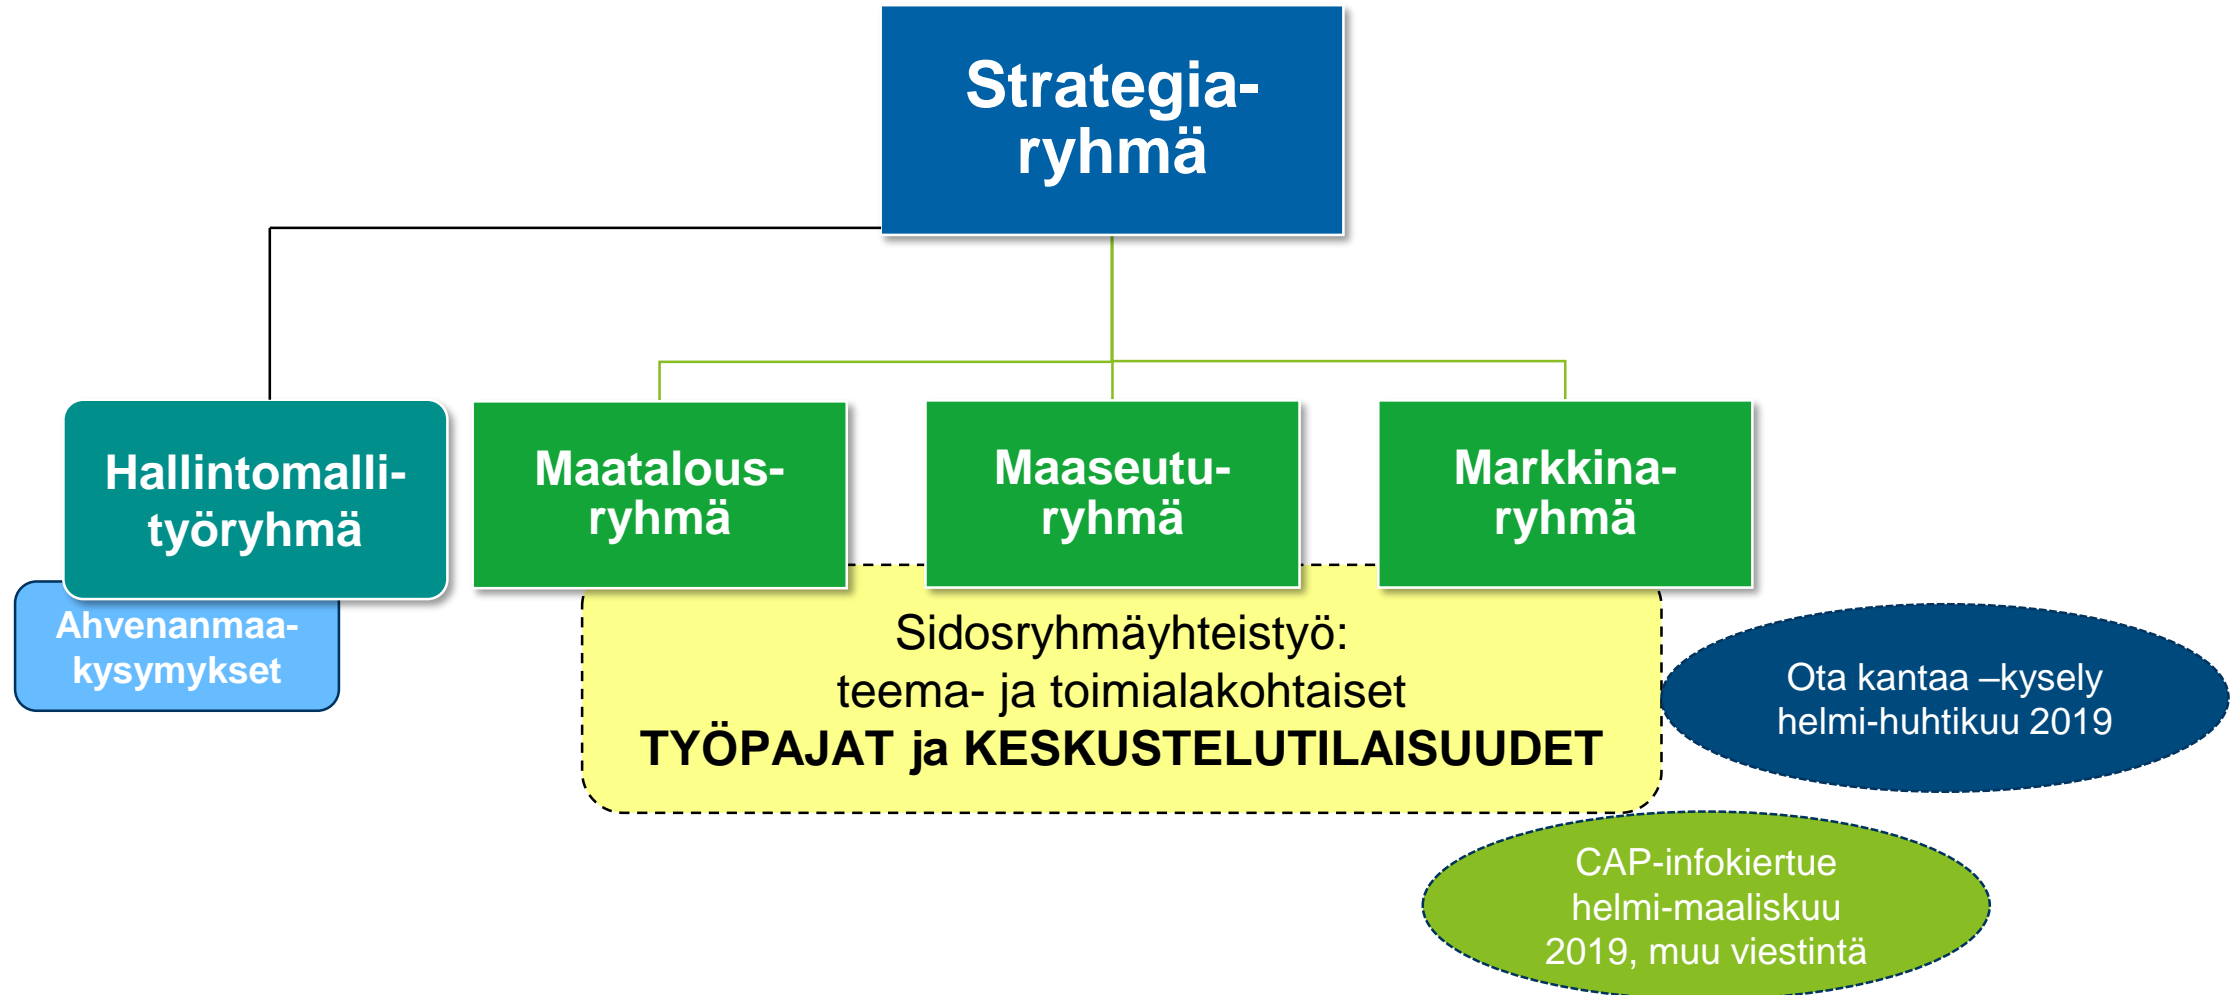 Strategia-
ryhmä
Hallintomalli-
työryhmä
Maatalous-
ryhmä
Maaseutu-
ryhmä
Markkina-
ryhmä
Ahvenanmaa-
kysymykset
Sidosryhmäyhteistyö:
teema- ja toimialakohtaiset
TYÖPAJAT ja KESKUSTELUTILAISUUDET
Ota kantaa –kysely
helmi-huhtikuu 2019
CAP-infokiertue
helmi-maaliskuu
2019, muu viestintä